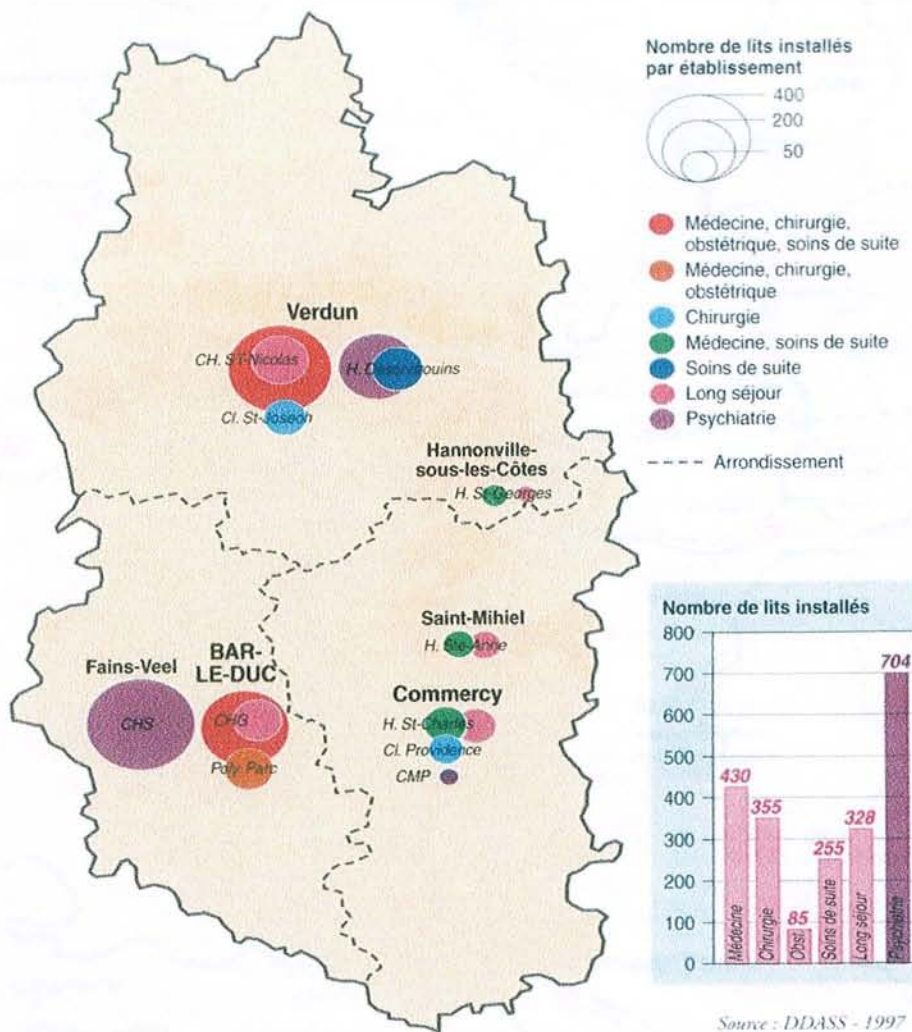 Nombre de lits installés
par établissement
400
200
50
Médecine, chirurgie,
obstétrique, soins de suite
Médecine, chirurgie,
obstétrique
Chirurgie
Médecine, soins de suite
Soins de suite
Long séjour
Psychiatrie
Arrondissement
Verdun
CH. ST-Nicolas
H. Désormouins
Cl. St-Joseph
Hannonville-
sous-les-Côtes
H. St-Georges
Saint-Mihiel
H. Ste-Anne
Fains-Veel
CHS
BAR-
LE-DUC
CHG
Poly. Parc
Commercy
H. St-Charles
Cl. Providence
CMP
Nombre de lits installés
800
700
600
500
400
300
200
100
0
430
355
85
255
328
704
Médecine
Chirurgie
Obst.
Soins de suite
Long séjour
Psychiatrie
Source : DDASS - 1997